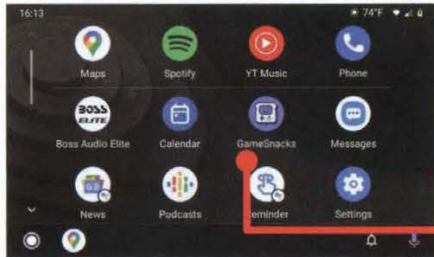 16:13
74°F
Maps
Spotify
YT Music
Phone
BOSS
ELITE
Boss Audio Elite
Calendar
GameSnacks
Messages
News
Podcasts
eminder
Settings